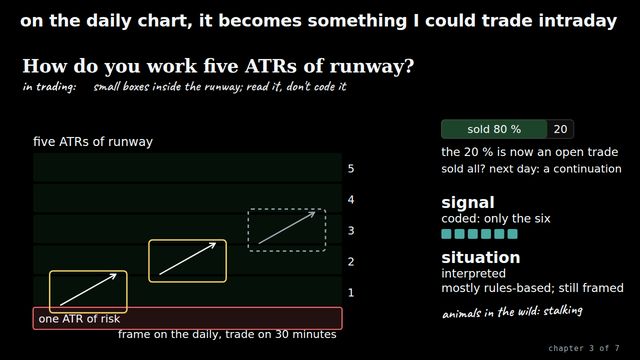 on the daily chart, it becomes something I could trade intraday
How do you work five ATRs of runway?
in trading: small boxes inside the runway; read it, don't code it
five ATRs of runway
5
4
3
2
1
one ATR of risk
frame on the daily, trade on 30 minutes
sold 80 % 20
the 20 % is now an open trade
sold all? next day: a continuation
signal
coded: only the six
situation
interpreted
mostly rules-based; still framed
animals in the wild: stalking
chapter 3 of 7